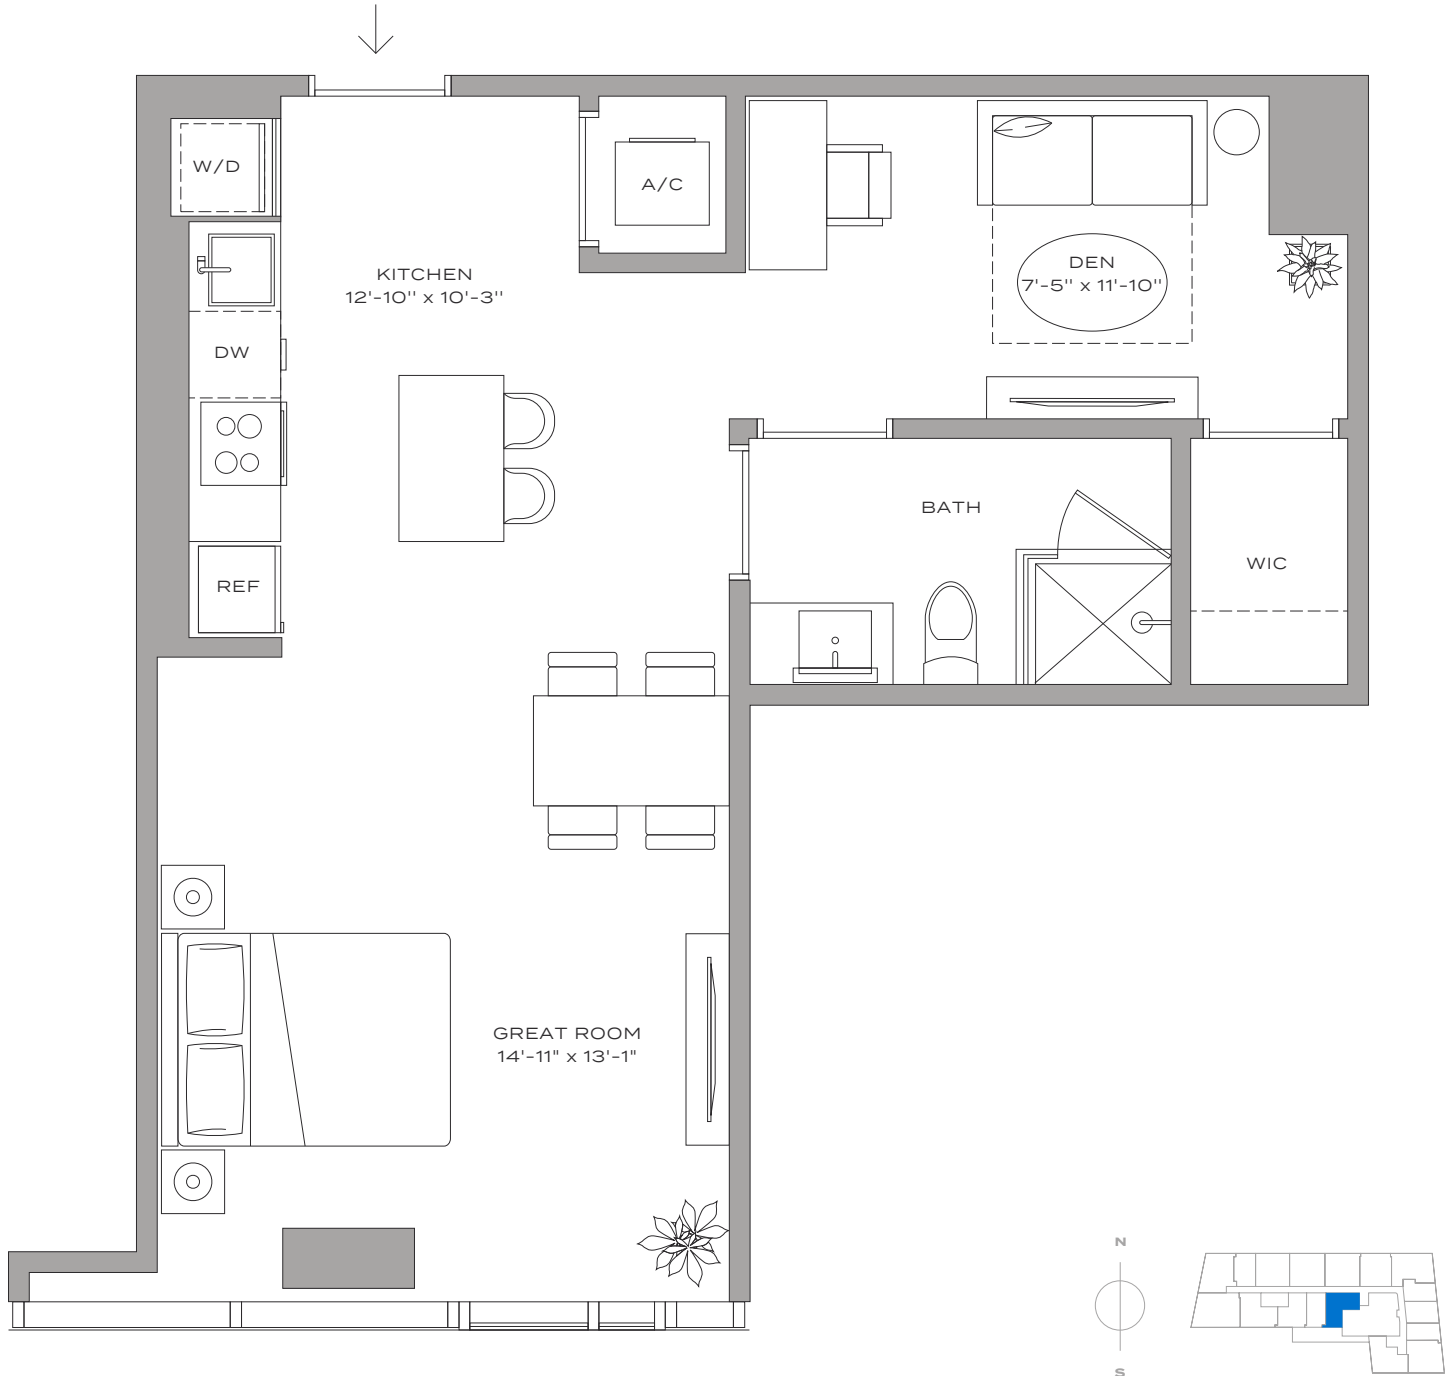 W/D
A/C
KITCHEN
12'-10" x 10'-3"
DEN
7'-5" x 11'-10"
DW
BATH
WIC
REF
GREAT ROOM
14'-11" x 13'-1"
N
S